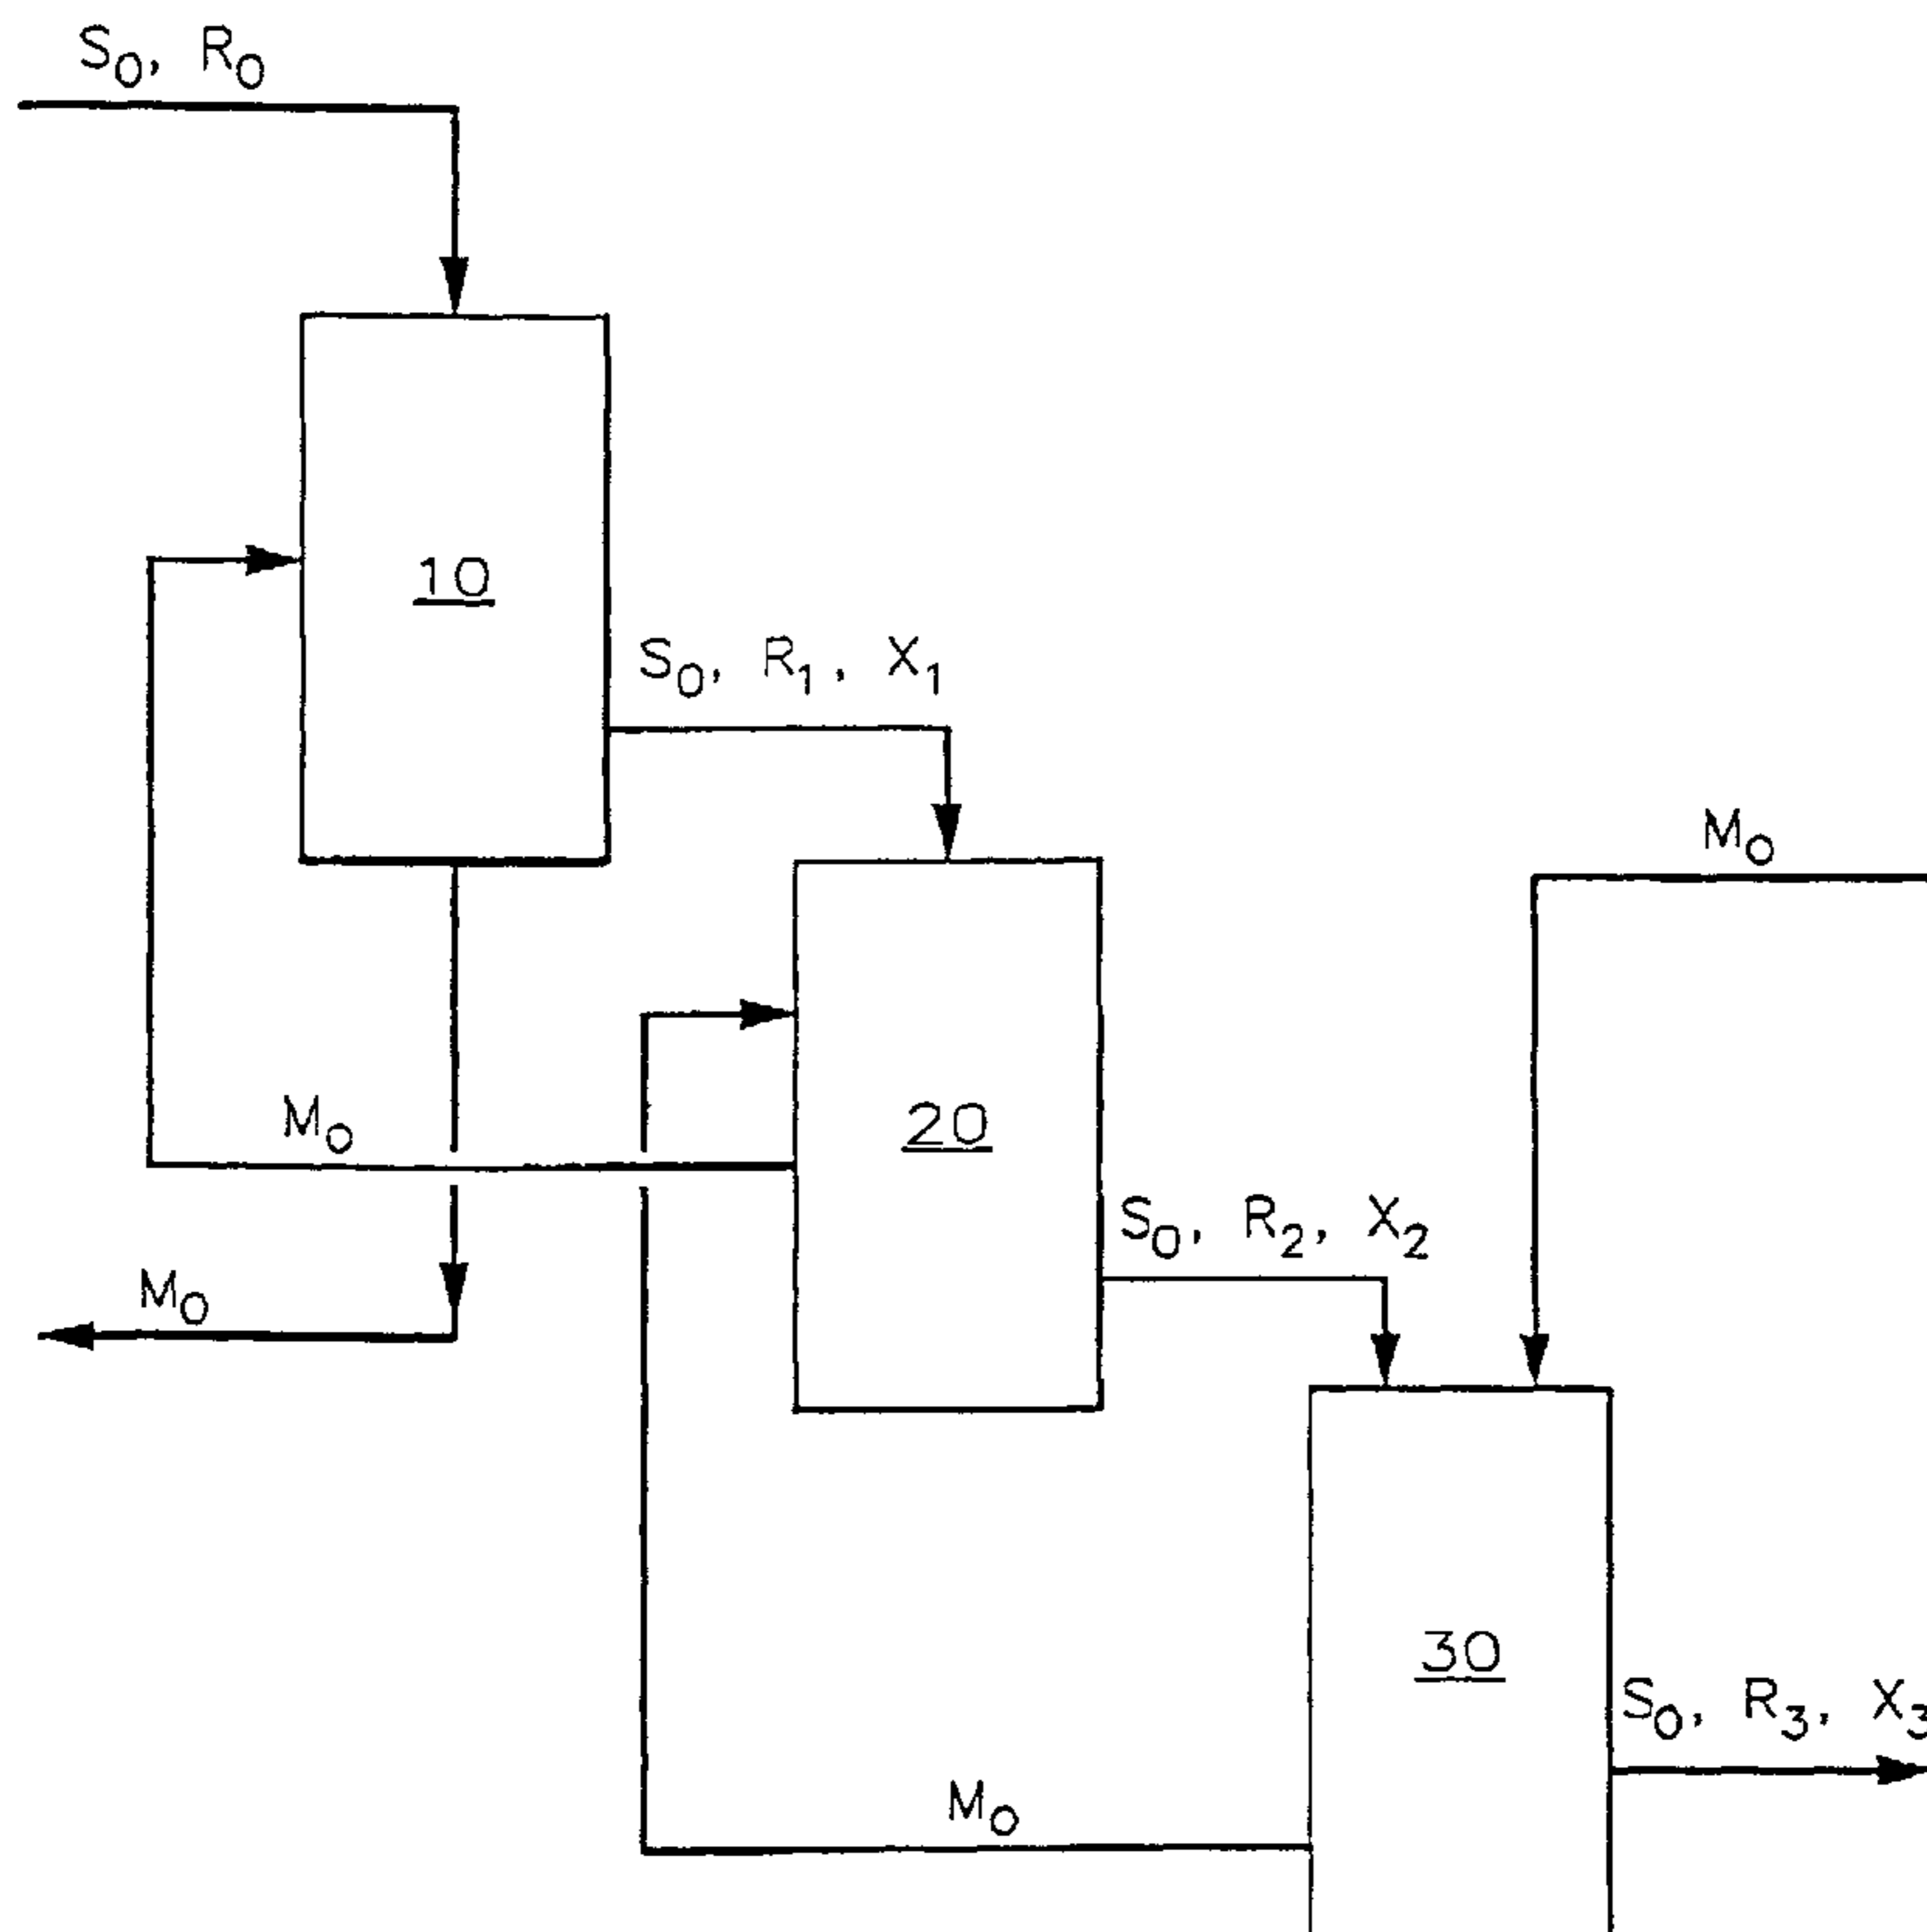 S₀, R₀
10
S₀, R₁, X₁
M₀
M₀
20
S₀, R₂, X₂
M₀
30
S₀, R₃, X₃
M₀